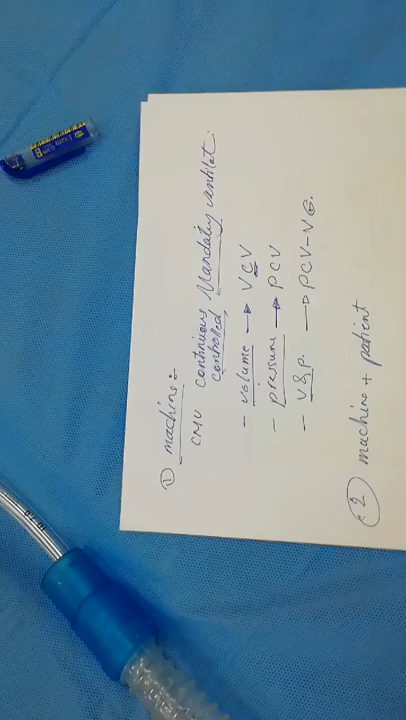 ① machine:-
CMV continuous Mandatory ventilat.
controlled
- volume → VCV
- pressure → PCV
- V&P. → PCV-VG.
② machine + patient